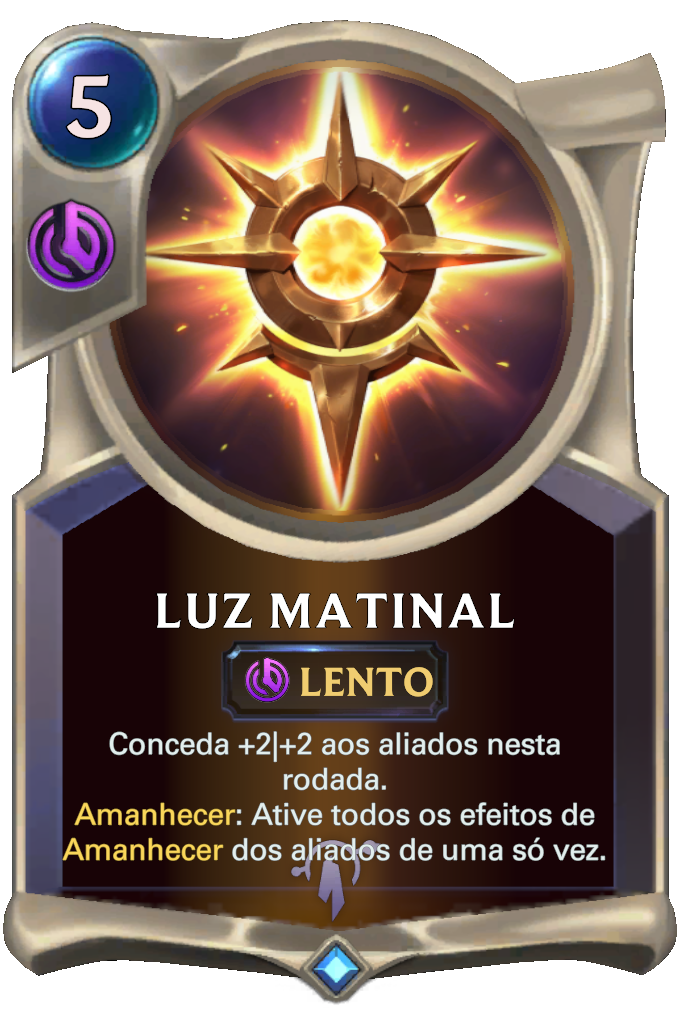 5
LUZ MATINAL
LENTO
Conceda +2|+2 aos aliados nesta
rodada.
Amanhecer: Ative todos os efeitos de
Amanhecer dos aliados de uma só vez.